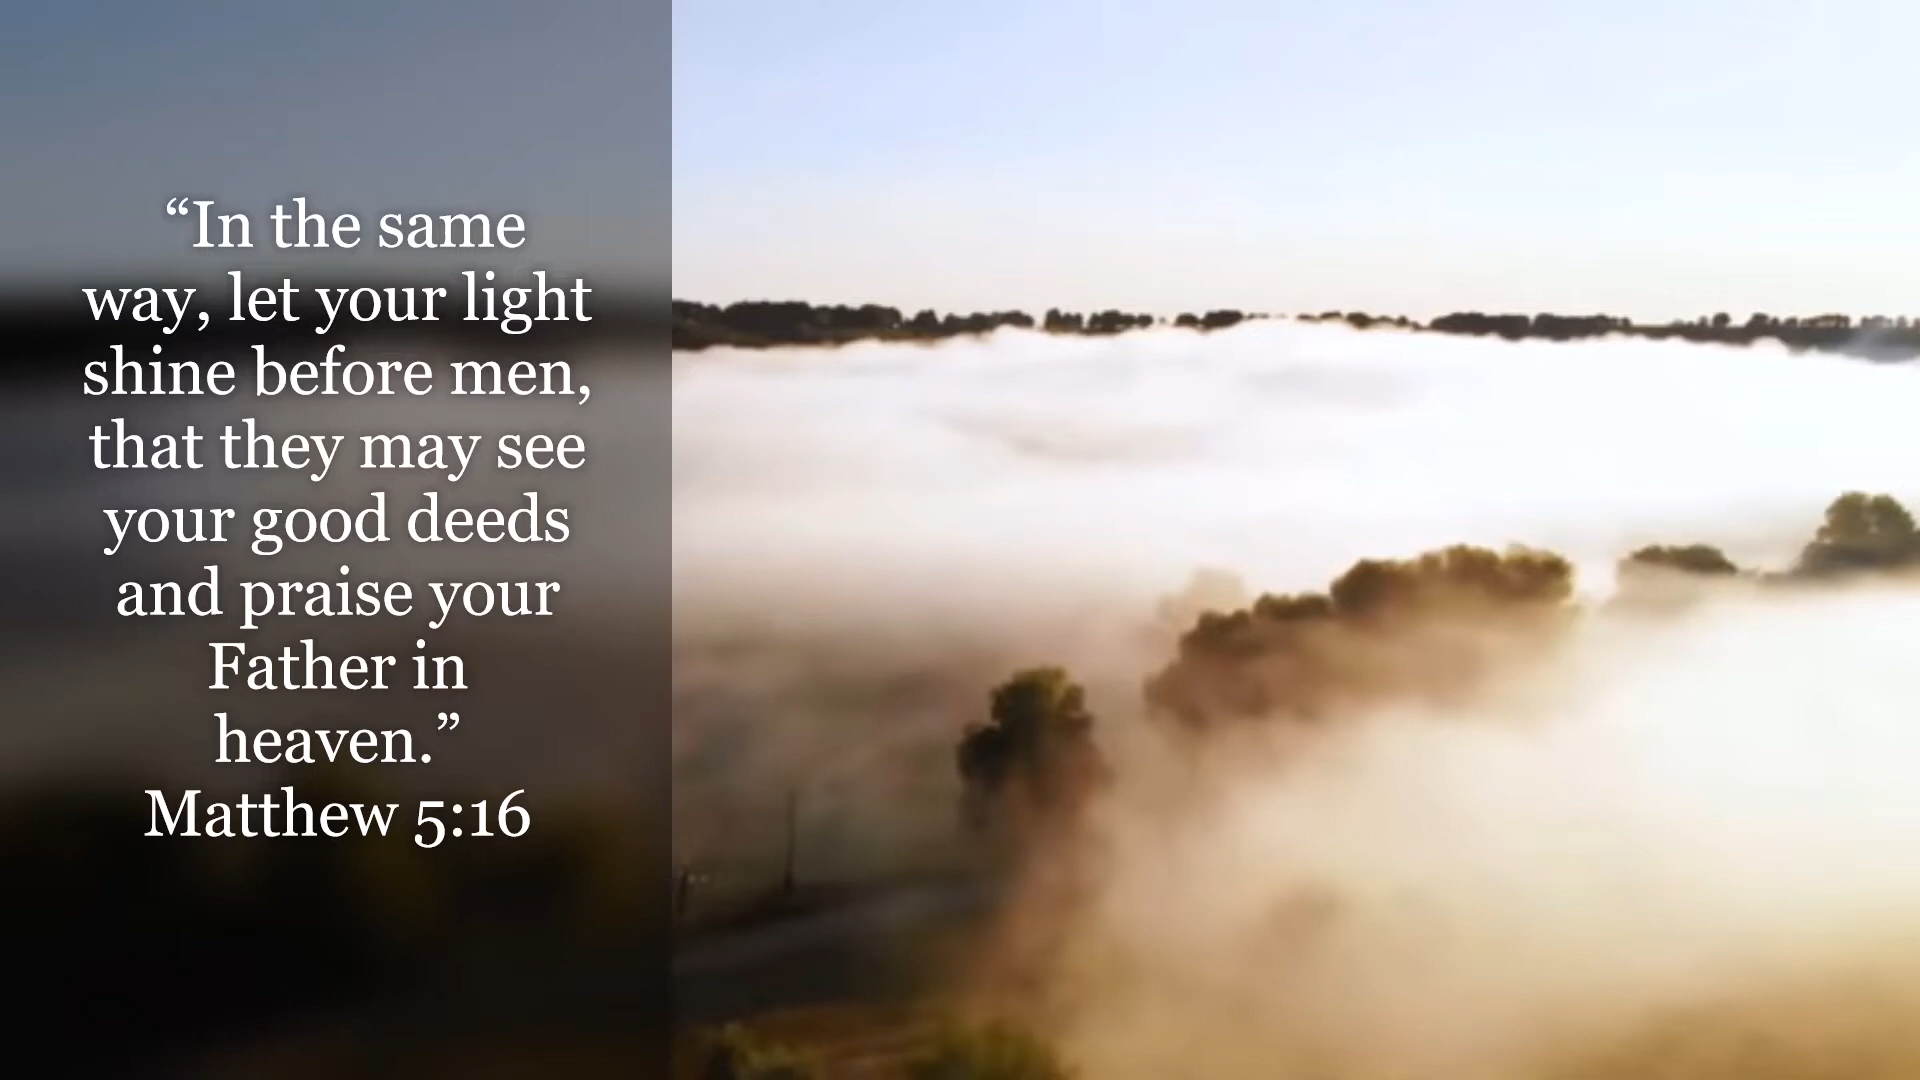 “In the same
way, let your light
shine before men,
that they may see
your good deeds
and praise your
Father in
heaven.”
Matthew 5:16